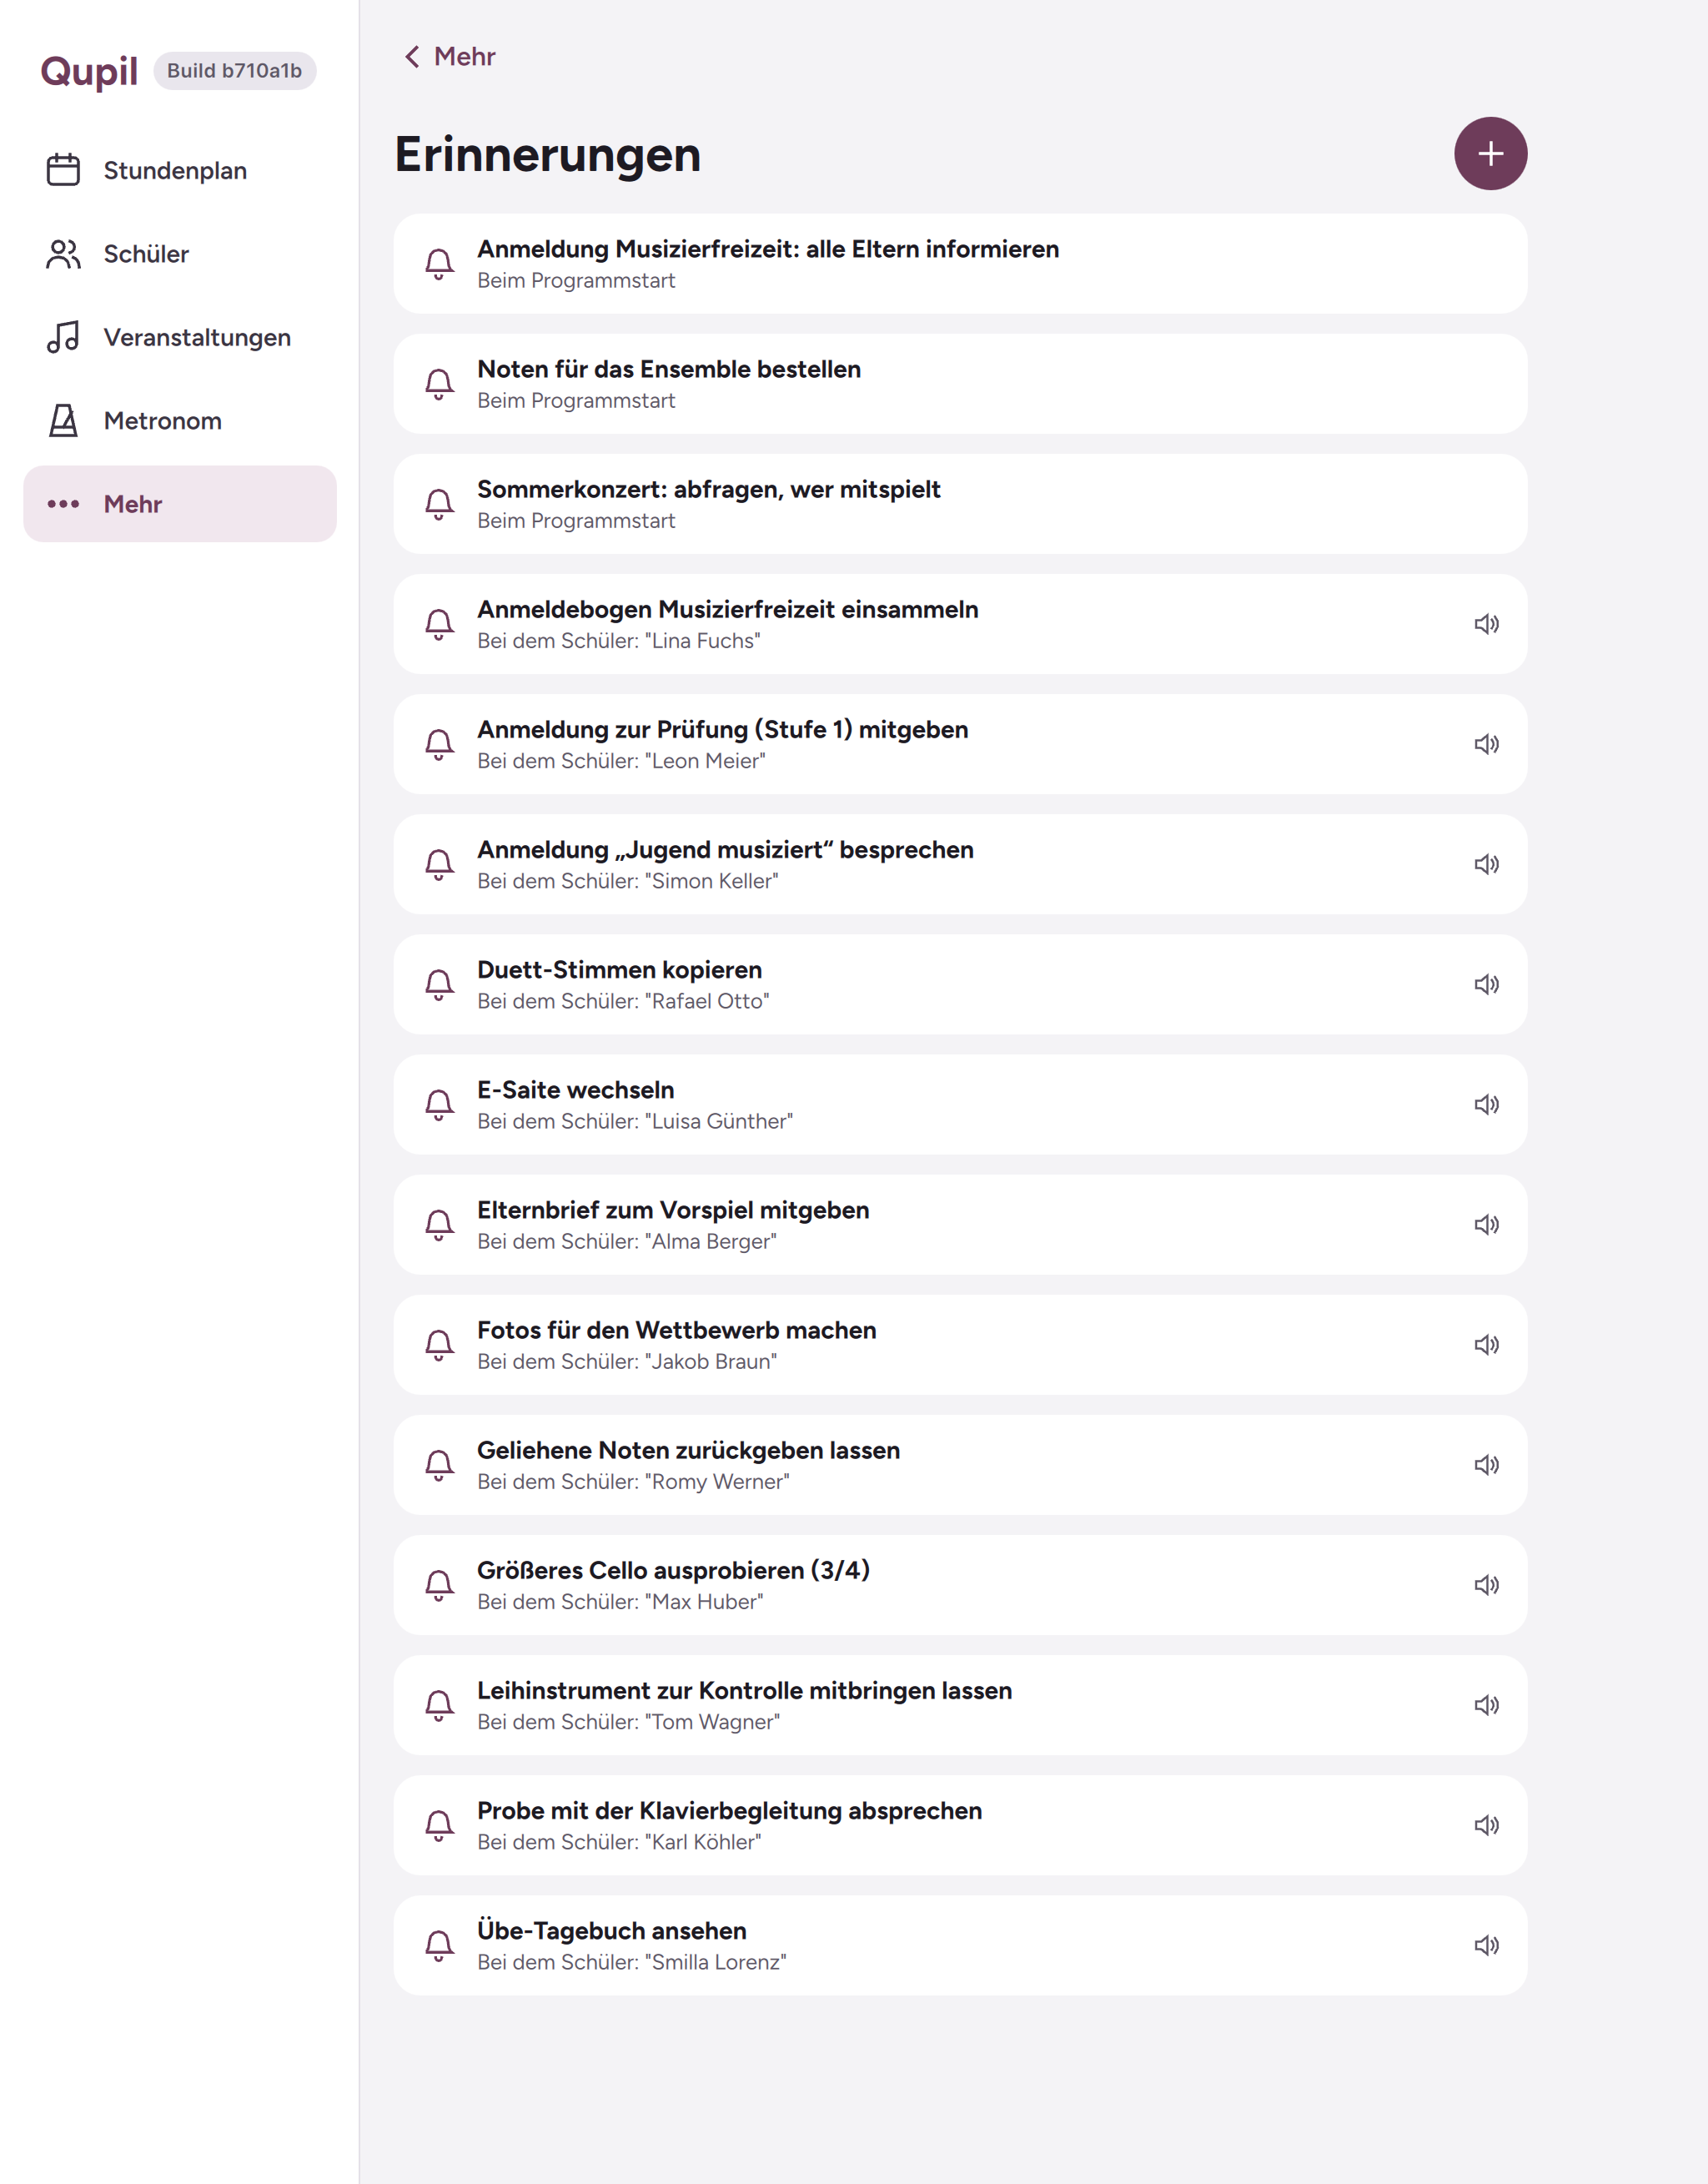 Qupil
Build b710a1b
Stundenplan
Schüler
Veranstaltungen
Metronom
Mehr
Mehr
Erinnerungen
Anmeldung Musizierfreizeit: alle Eltern informieren
Beim Programmstart
Noten für das Ensemble bestellen
Beim Programmstart
Sommerkonzert: abfragen, wer mitspielt
Beim Programmstart
Anmeldebogen Musizierfreizeit einsammeln
Bei dem Schüler: "Lina Fuchs"
Anmeldung zur Prüfung (Stufe 1) mitgeben
Bei dem Schüler: "Leon Meier"
Anmeldung „Jugend musiziert“ besprechen
Bei dem Schüler: "Simon Keller"
Duett-Stimmen kopieren
Bei dem Schüler: "Rafael Otto"
E-Saite wechseln
Bei dem Schüler: "Luisa Günther"
Elternbrief zum Vorspiel mitgeben
Bei dem Schüler: "Alma Berger"
Fotos für den Wettbewerb machen
Bei dem Schüler: "Jakob Braun"
Geliehene Noten zurückgeben lassen
Bei dem Schüler: "Romy Werner"
Größeres Cello ausprobieren (3/4)
Bei dem Schüler: "Max Huber"
Leihinstrument zur Kontrolle mitbringen lassen
Bei dem Schüler: "Tom Wagner"
Probe mit der Klavierbegleitung absprechen
Bei dem Schüler: "Karl Köhler"
Übe-Tagebuch ansehen
Bei dem Schüler: "Smilla Lorenz"